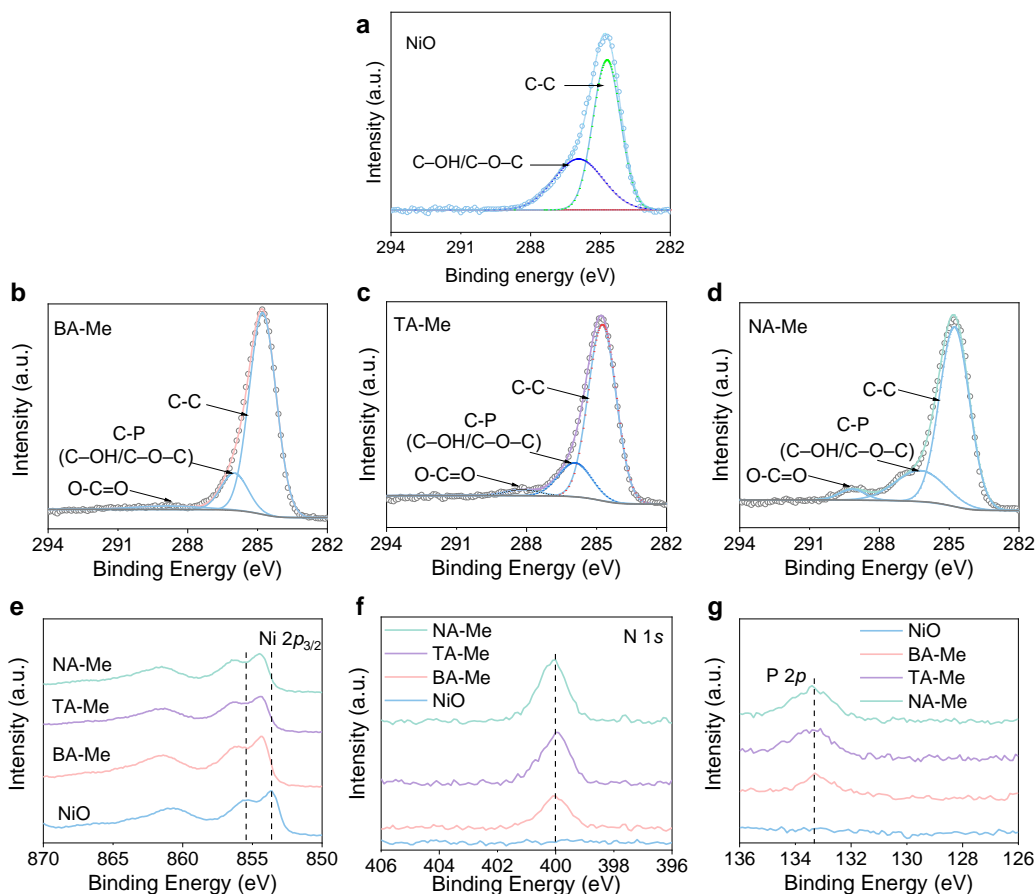 a
NiO
C-C
C–OH/C–O–C
Intensity (a.u.)
294 291 288 285 282
Binding energy (eV)
b
BA-Me
C-C
C-P
(C–OH/C–O–C)
O-C=O
Intensity (a.u.)
294 291 288 285 282
Binding Energy (eV)
c
TA-Me
C-C
C-P
(C–OH/C–O–C)
O-C=O
Intensity (a.u.)
294 291 288 285 282
Binding Energy (eV)
d
NA-Me
C-C
C-P
(C–OH/C–O–C)
O-C=O
Intensity (a.u.)
294 291 288 285 282
Binding Energy (eV)
e
Ni 2p3/2
NA-Me
TA-Me
BA-Me
NiO
Intensity (a.u.)
870 865 860 855 850
Binding Energy (eV)
f
N 1s
NA-Me
TA-Me
BA-Me
NiO
Intensity (a.u.)
406 404 402 400 398 396
Binding Energy (eV)
g
P 2p
NiO
BA-Me
TA-Me
NA-Me
Intensity (a.u.)
136 134 132 130 128 126
Binding Energy (eV)